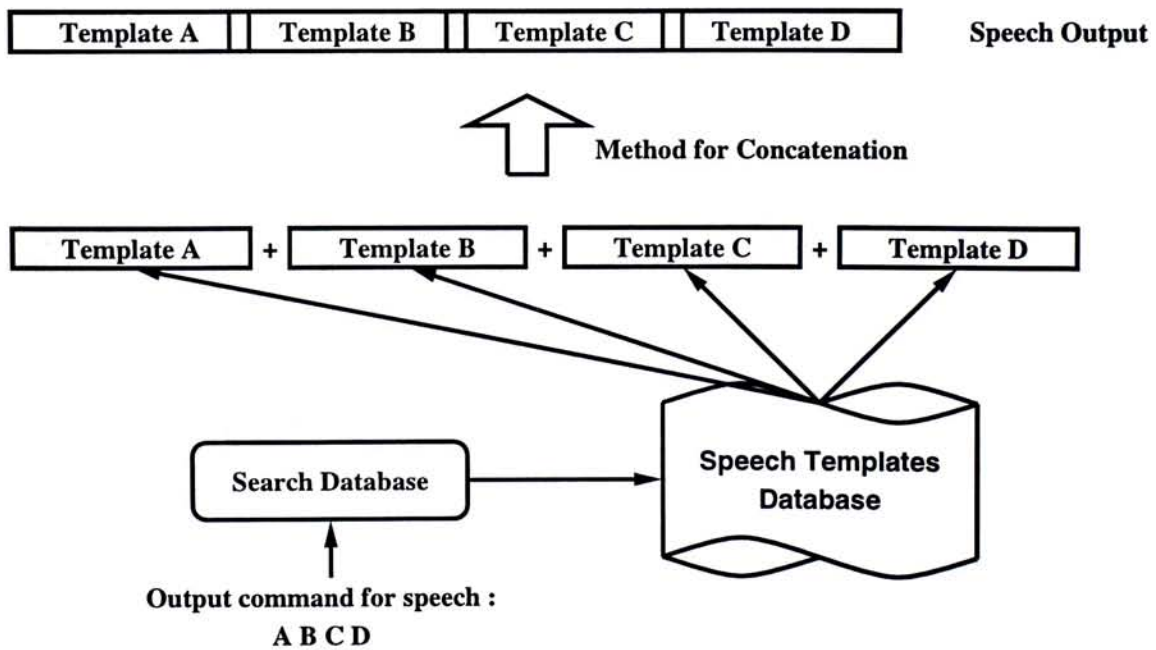 Template A Template B Template C Template D Speech Output
Method for Concatenation
Template A + Template B + Template C + Template D
Speech Templates
Database
Search Database
Output command for speech :
A B C D